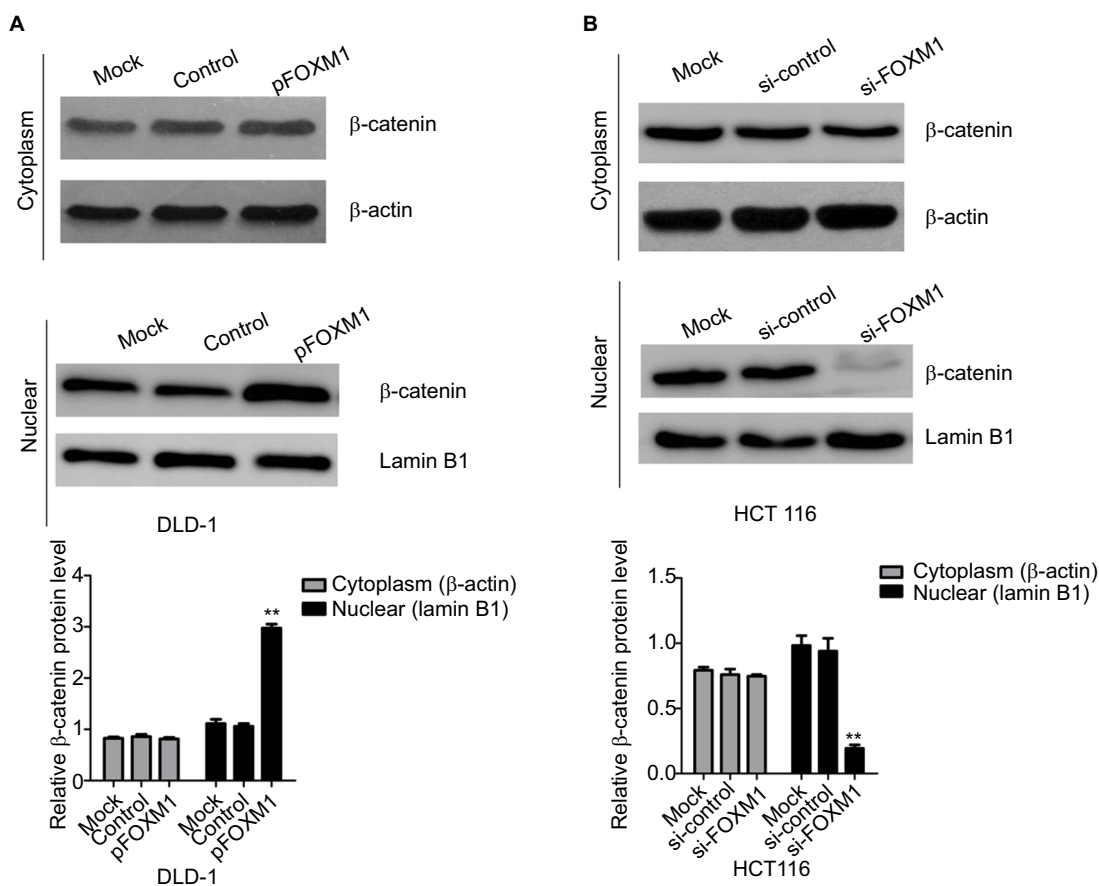 A
Mock Control pFOXM1
Cytoplasm
β-catenin
β-actin
Mock Control pFOXM1
Nuclear
β-catenin
Lamin B1
DLD-1
Relative β-catenin protein level
4
3
2
1
0
**
Cytoplasm (β-actin)
Nuclear (lamin B1)
Mock Control pFOXM1 Mock Control pFOXM1
DLD-1
B
Mock si-control si-FOXM1
Cytoplasm
β-catenin
β-actin
Mock si-control si-FOXM1
Nuclear
β-catenin
Lamin B1
HCT 116
Relative β-catenin protein level
1.5
1.0
0.5
0.0
**
Cytoplasm (β-actin)
Nuclear (lamin B1)
Mock si-control si-FOXM1 Mock si-control si-FOXM1
HCT116